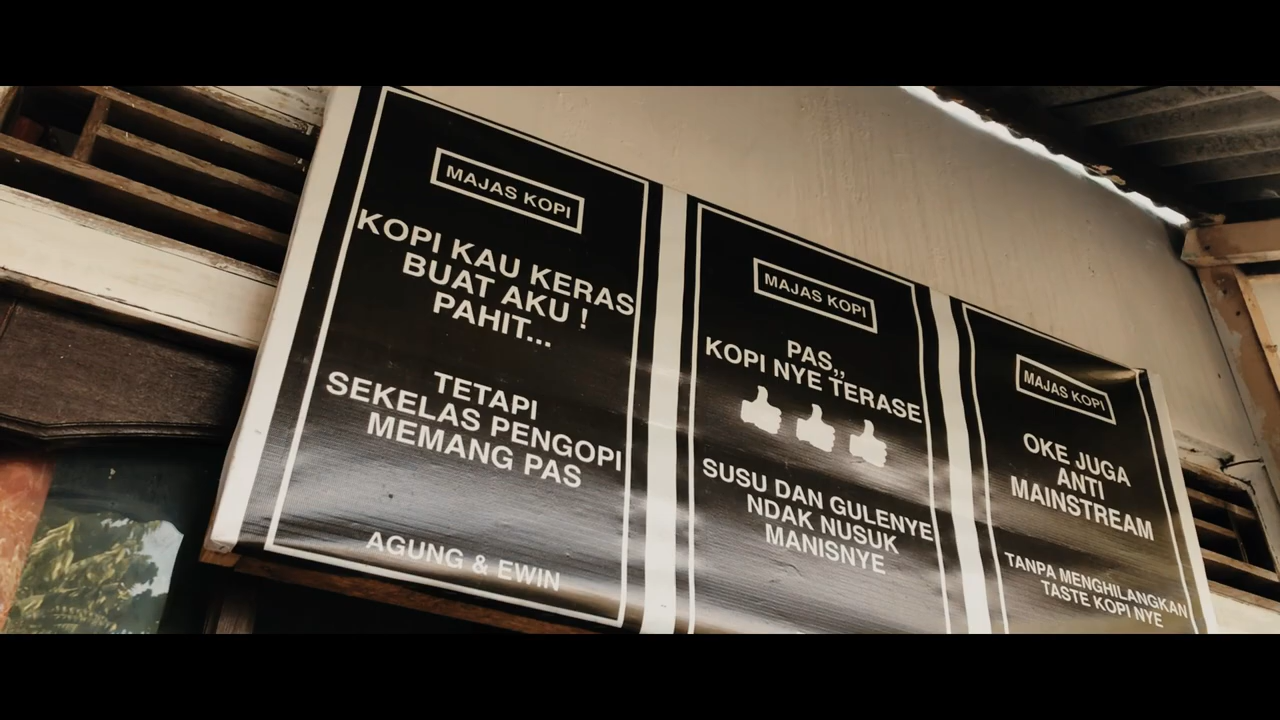 MAJAS KOPI
KOPI KAU KERAS
BUAT AKU !
PAHIT...
TETAPI
SEKELAS PENGOPI
MEMANG PAS
AGUNG & EWIN
MAJAS KOPI
PAS,,
KOPI NYE TERASE
SUSU DAN GULENYE
NDAK NUSUK
MANISNYE
MAJAS KOPI
OKE JUGA
ANTI
MAINSTREAM
TANPA MENGHILANGKAN
TASTE KOPI NYE